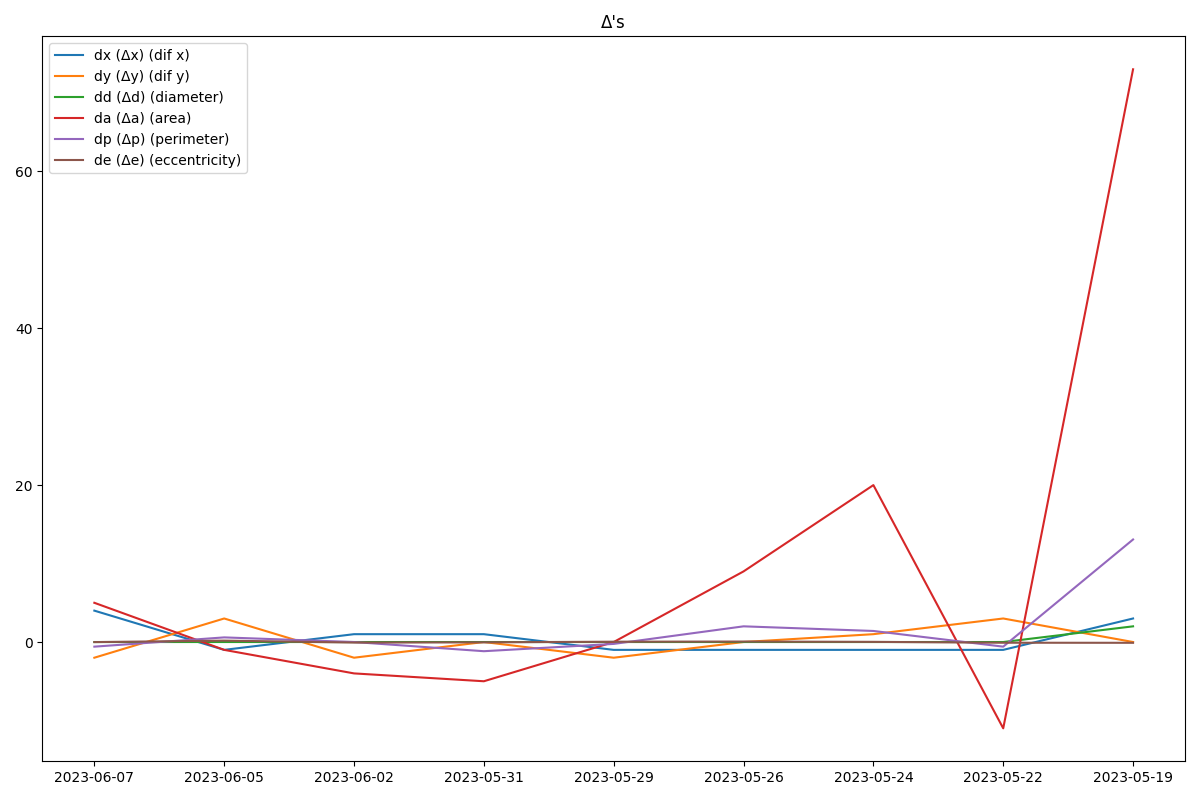 Δ's
dx (Δx) (dif x)
dy (Δy) (dif y)
dd (Δd) (diameter)
da (Δa) (area)
dp (Δp) (perimeter)
de (Δe) (eccentricity)
60
40
20
0
2023-06-07 2023-06-05 2023-06-02 2023-05-31 2023-05-29 2023-05-26 2023-05-24 2023-05-22 2023-05-19